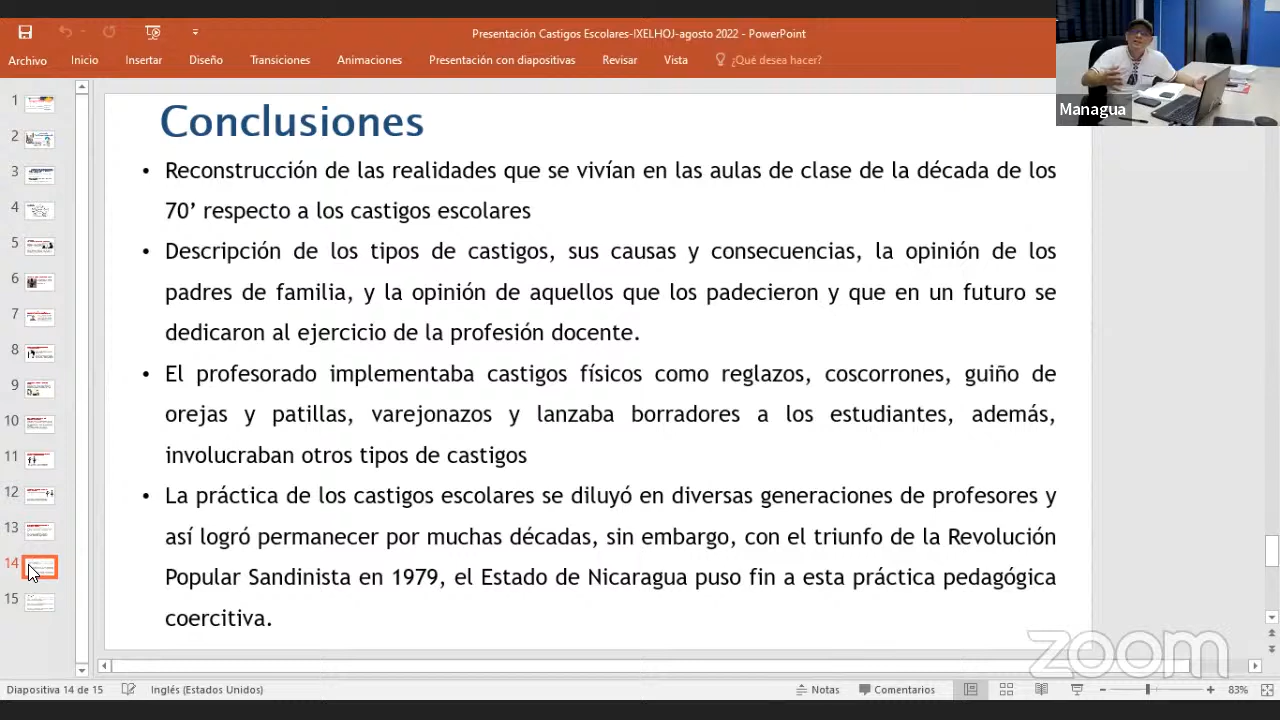 Presentación Castigos Escolares-IXELHOJ-agosto 2022 - PowerPoint
Archivo Inicio Insertar Diseño Transiciones Animaciones Presentación con diapositivas Revisar Vista ¿Qué desea hacer?
Managua
1
2
3
4
5
6
7
8
9
10
11
12
13
14
15
Conclusiones
• Reconstrucción de las realidades que se vivían en las aulas de clase de la década de los
70’ respecto a los castigos escolares
• Descripción de los tipos de castigos, sus causas y consecuencias, la opinión de los
padres de familia, y la opinión de aquellos que los padecieron y que en un futuro se
dedicaron al ejercicio de la profesión docente.
• El profesorado implementaba castigos físicos como reglazos, coscorrones, guiño de
orejas y patillas, varejonazos y lanzaba borradores a los estudiantes, además,
involucraban otros tipos de castigos
• La práctica de los castigos escolares se diluyó en diversas generaciones de profesores y
así logró permanecer por muchas décadas, sin embargo, con el triunfo de la Revolución
Popular Sandinista en 1979, el Estado de Nicaragua puso fin a esta práctica pedagógica
coercitiva.
zoom
Diapositiva 14 de 15 Inglés (Estados Unidos) Notas Comentarios 83%